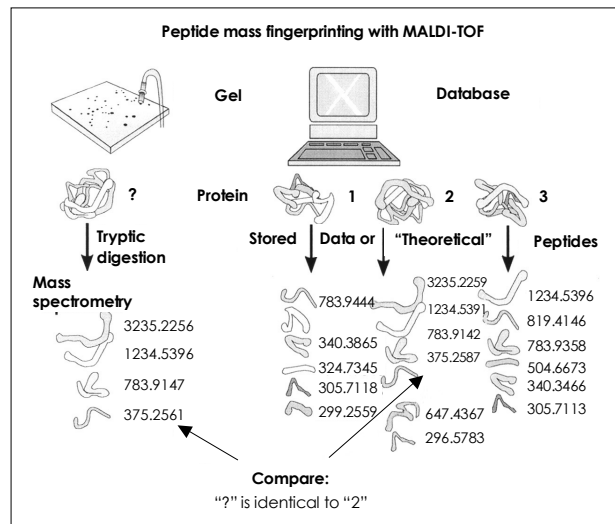 Peptide mass fingerprinting with MALDI-TOF
Gel
Database
?
Protein
1
2
3
Tryptic
digestion
Stored
Data or
“Theoretical”
Peptides
Mass
spectrometry
3235.2256
1234.5396
783.9147
375.2561
783.9444
340.3865
324.7345
305.7118
299.2559
3235.2259
1234.5391
783.9142
375.2587
647.4367
296.5783
1234.5396
819.4146
783.9358
504.6673
340.3466
305.7113
Compare:
“?” is identical to “2”